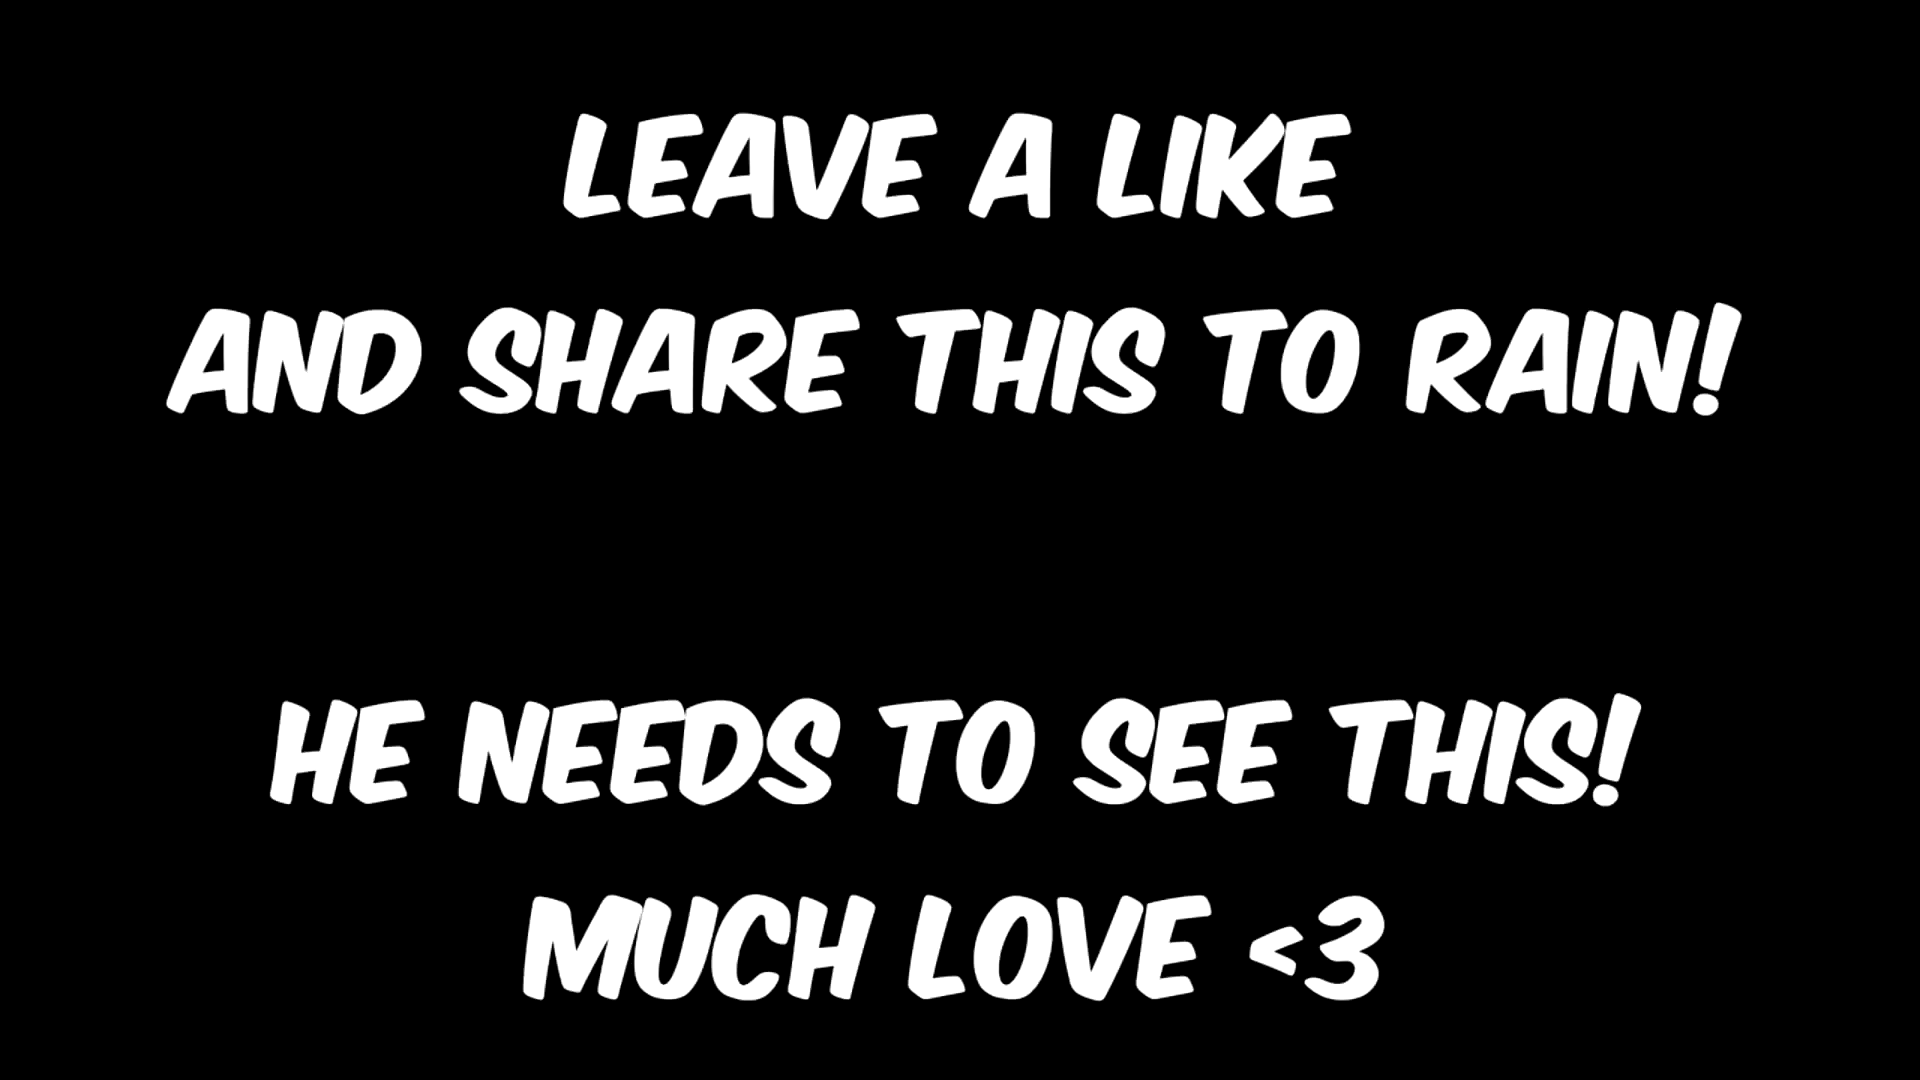 LEAVE A LIKE
AND SHARE THIS TO RAIN!
HE NEEDS TO SEE THIS!
MUCH LOVE <3